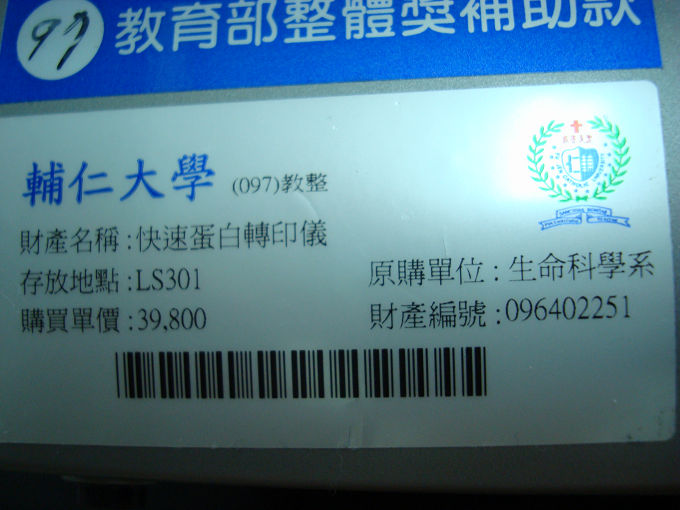 97 教育部整體獎補助款
輔仁大學 (097)教整
財產名稱:快速蛋白轉印儀
存放地點:LS301 原購單位:生命科學系
購買單價:39,800 財產編號:096402251